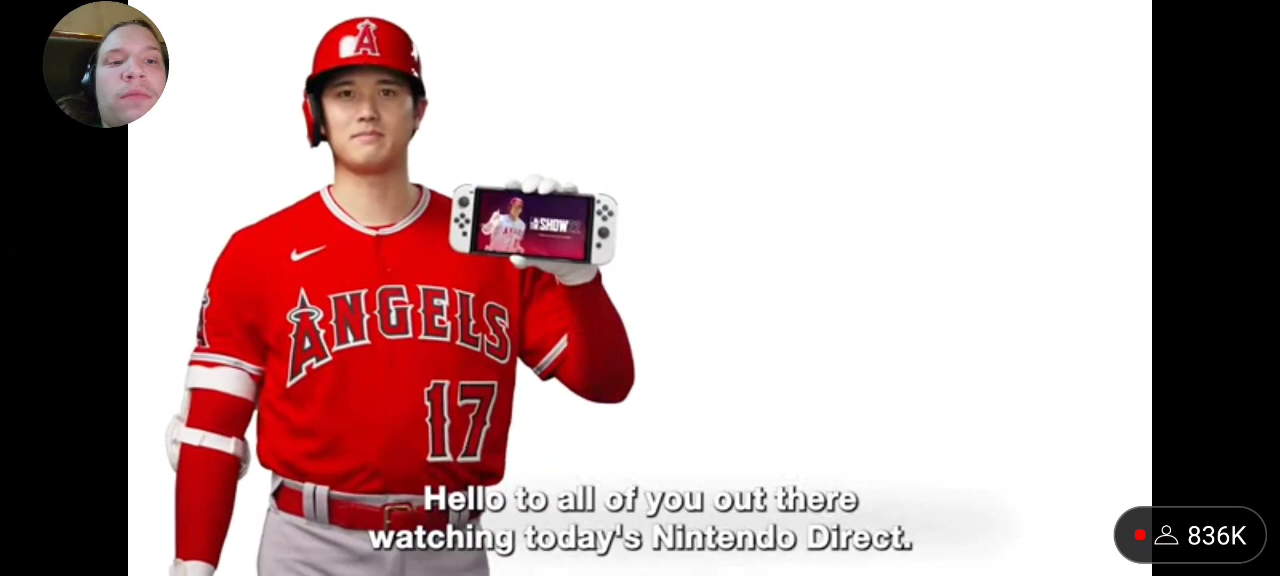 A
SHOW
ANGELS
17
Hello to all of you out there
watching today's Nintendo Direct.
836K